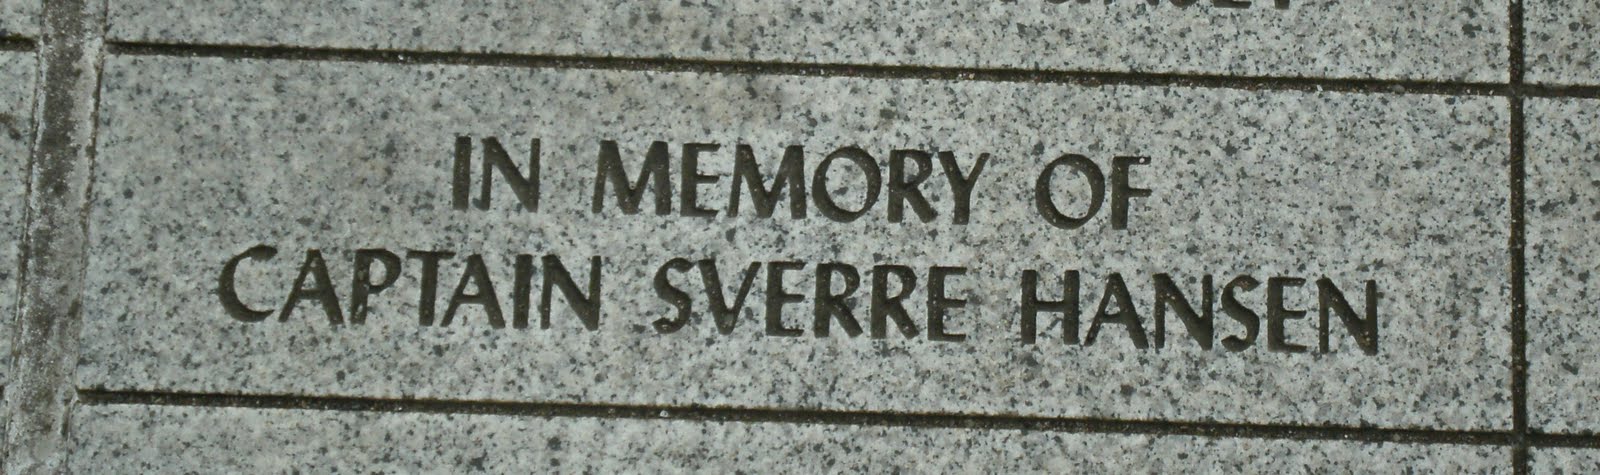 IN MEMORY OF
CAPTAIN SVERRE HANSEN